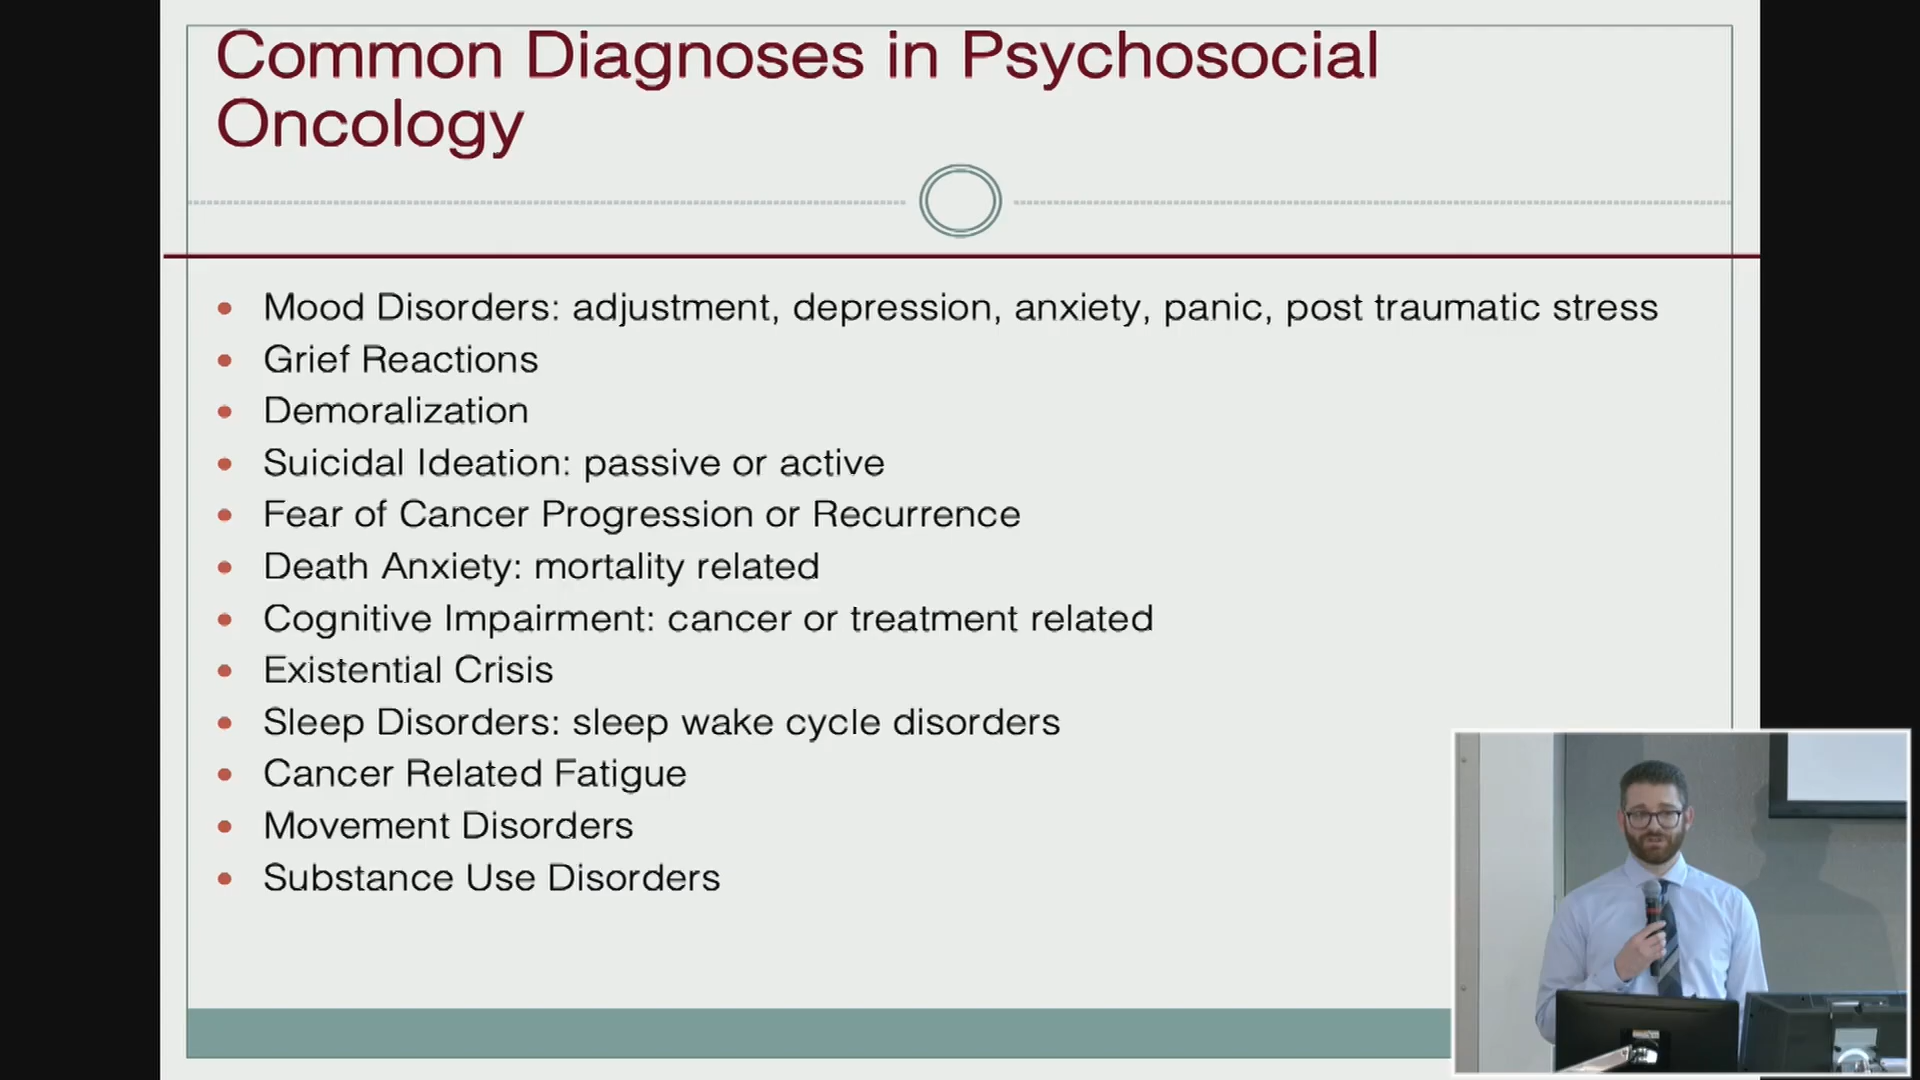 Common Diagnoses in Psychosocial
Oncology
Mood Disorders: adjustment, depression, anxiety, panic, post traumatic stress
Grief Reactions
Demoralization
Suicidal Ideation: passive or active
Fear of Cancer Progression or Recurrence
Death Anxiety: mortality related
Cognitive Impairment: cancer or treatment related
Existential Crisis
Sleep Disorders: sleep wake cycle disorders
Cancer Related Fatigue
Movement Disorders
Substance Use Disorders